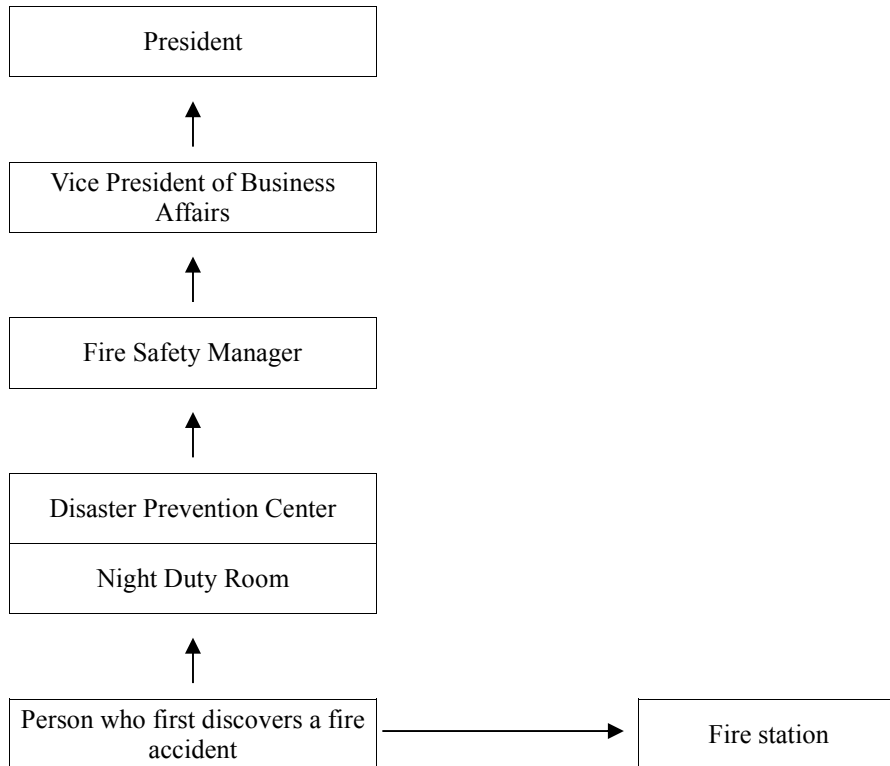 President
Vice President of Business
Affairs
Fire Safety Manager
Disaster Prevention Center
Night Duty Room
Person who first discovers a fire
accident
Fire station